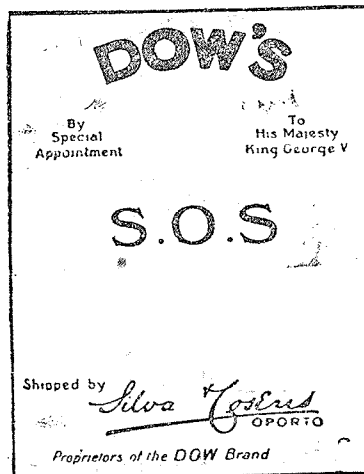 DOW'S
By
Special
Appointment
To
His Majesty
King George V
S.O.S
Shipped by
Silva & Cosens
OPORTO
Proprietors of the DOW Brand